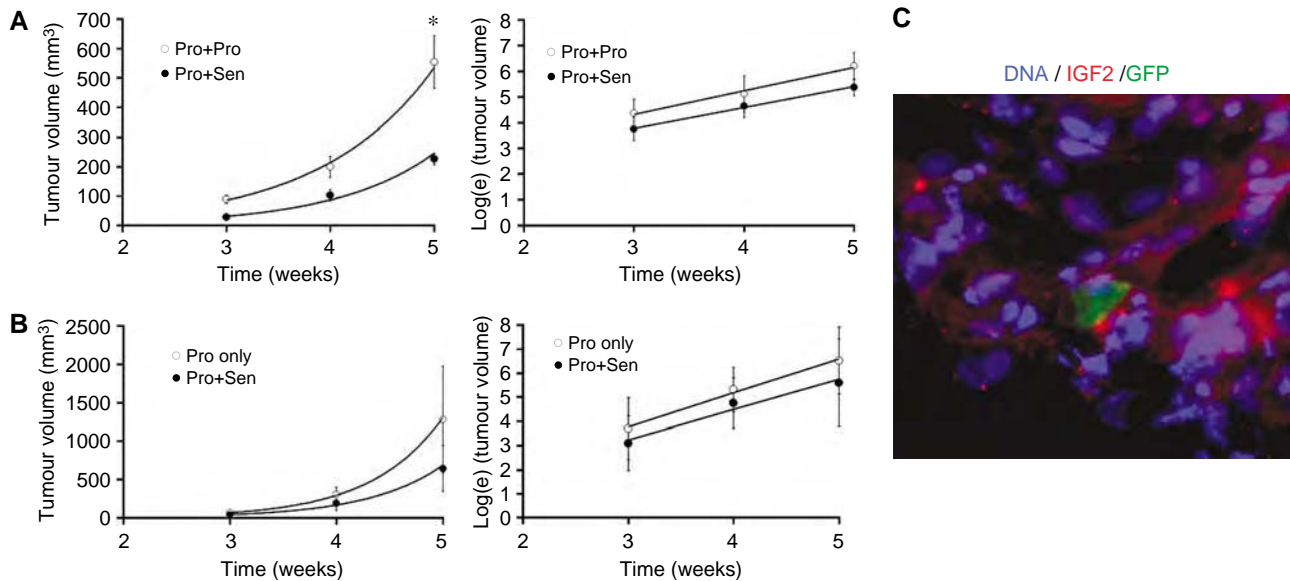 A
Tumour volume (mm³)
700
600
500
400
300
200
100
0
Pro+Pro
Pro+Sen
*
2 3 4 5
Time (weeks)
Log(e) (tumour volume)
8
7
6
5
4
3
2
1
0
Pro+Pro
Pro+Sen
2 3 4 5
Time (weeks)
B
Tumour volume (mm³)
2500
2000
1500
1000
500
0
Pro only
Pro+Sen
2 3 4 5
Time (weeks)
Log(e) (tumour volume)
8
7
6
5
4
3
2
1
0
Pro only
Pro+Sen
2 3 4 5
Time (weeks)
C
DNA / IGF2 /GFP